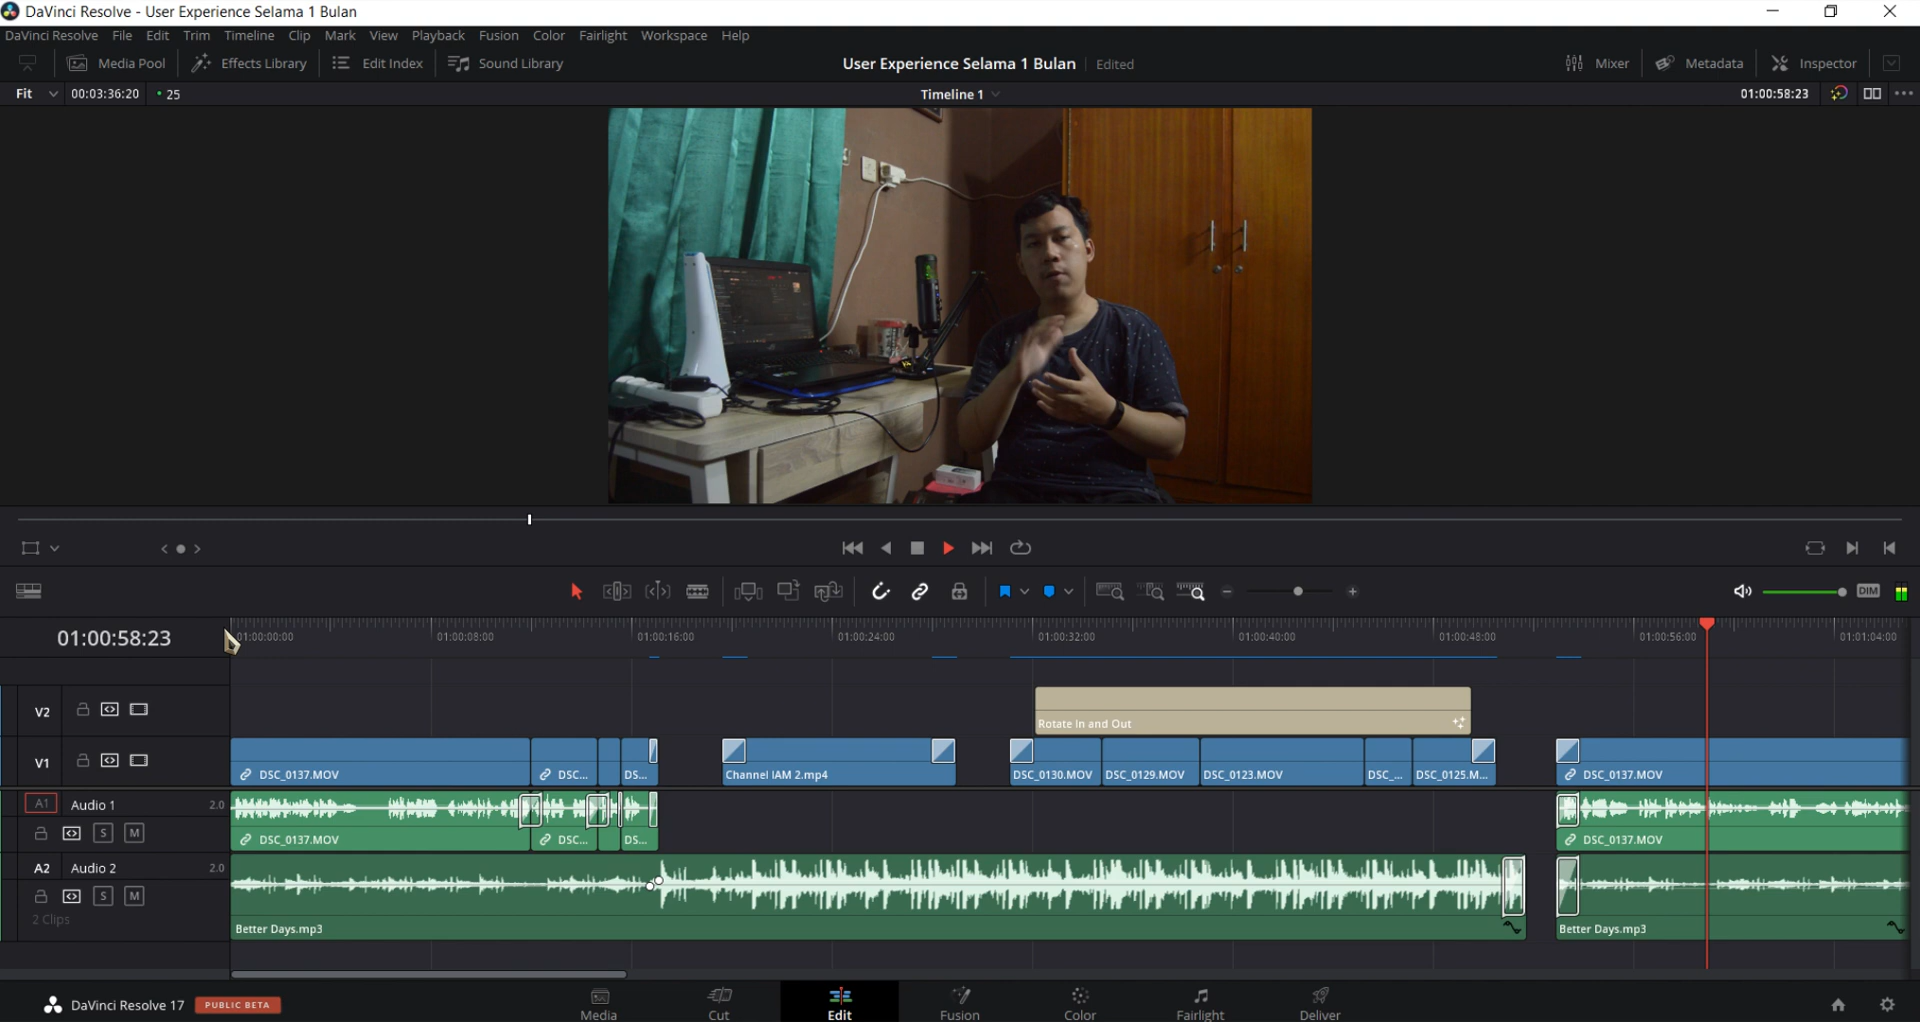 DaVinci Resolve - User Experience Selama 1 Bulan
DaVinci Resolve File Edit Trim Timeline Clip Mark View Playback Fusion Color Fairlight Workspace Help
Media Pool Effects Library Edit Index Sound Library User Experience Selama 1 Bulan Edited Mixer Metadata Inspector
Fit 00:03:36:20 25 Timeline 1 01:00:58:23
DIM
01:00:58:23 01:00:00:00 01:00:08:00 01:00:16:00 01:00:24:00 01:00:32:00 01:00:40:00 01:00:48:00 01:00:56:00 01:01:04:00
V2
Rotate In and Out
V1
DSC_0137.MOV DSC... DS... Channel IAM 2.mp4 DSC_0130.MOV DSC_0129.MOV DSC_0123.MOV DSC_... DSC_0125.M... DSC_0137.MOV
A1 Audio 1 2.0
S M
DSC_0137.MOV DSC... DS... DSC_0137.MOV
A2 Audio 2 2.0
S M
2 Clips
Better Days.mp3 Better Days.mp3
DaVinci Resolve 17 PUBLIC BETA
Media Cut Edit Fusion Color Fairlight Deliver